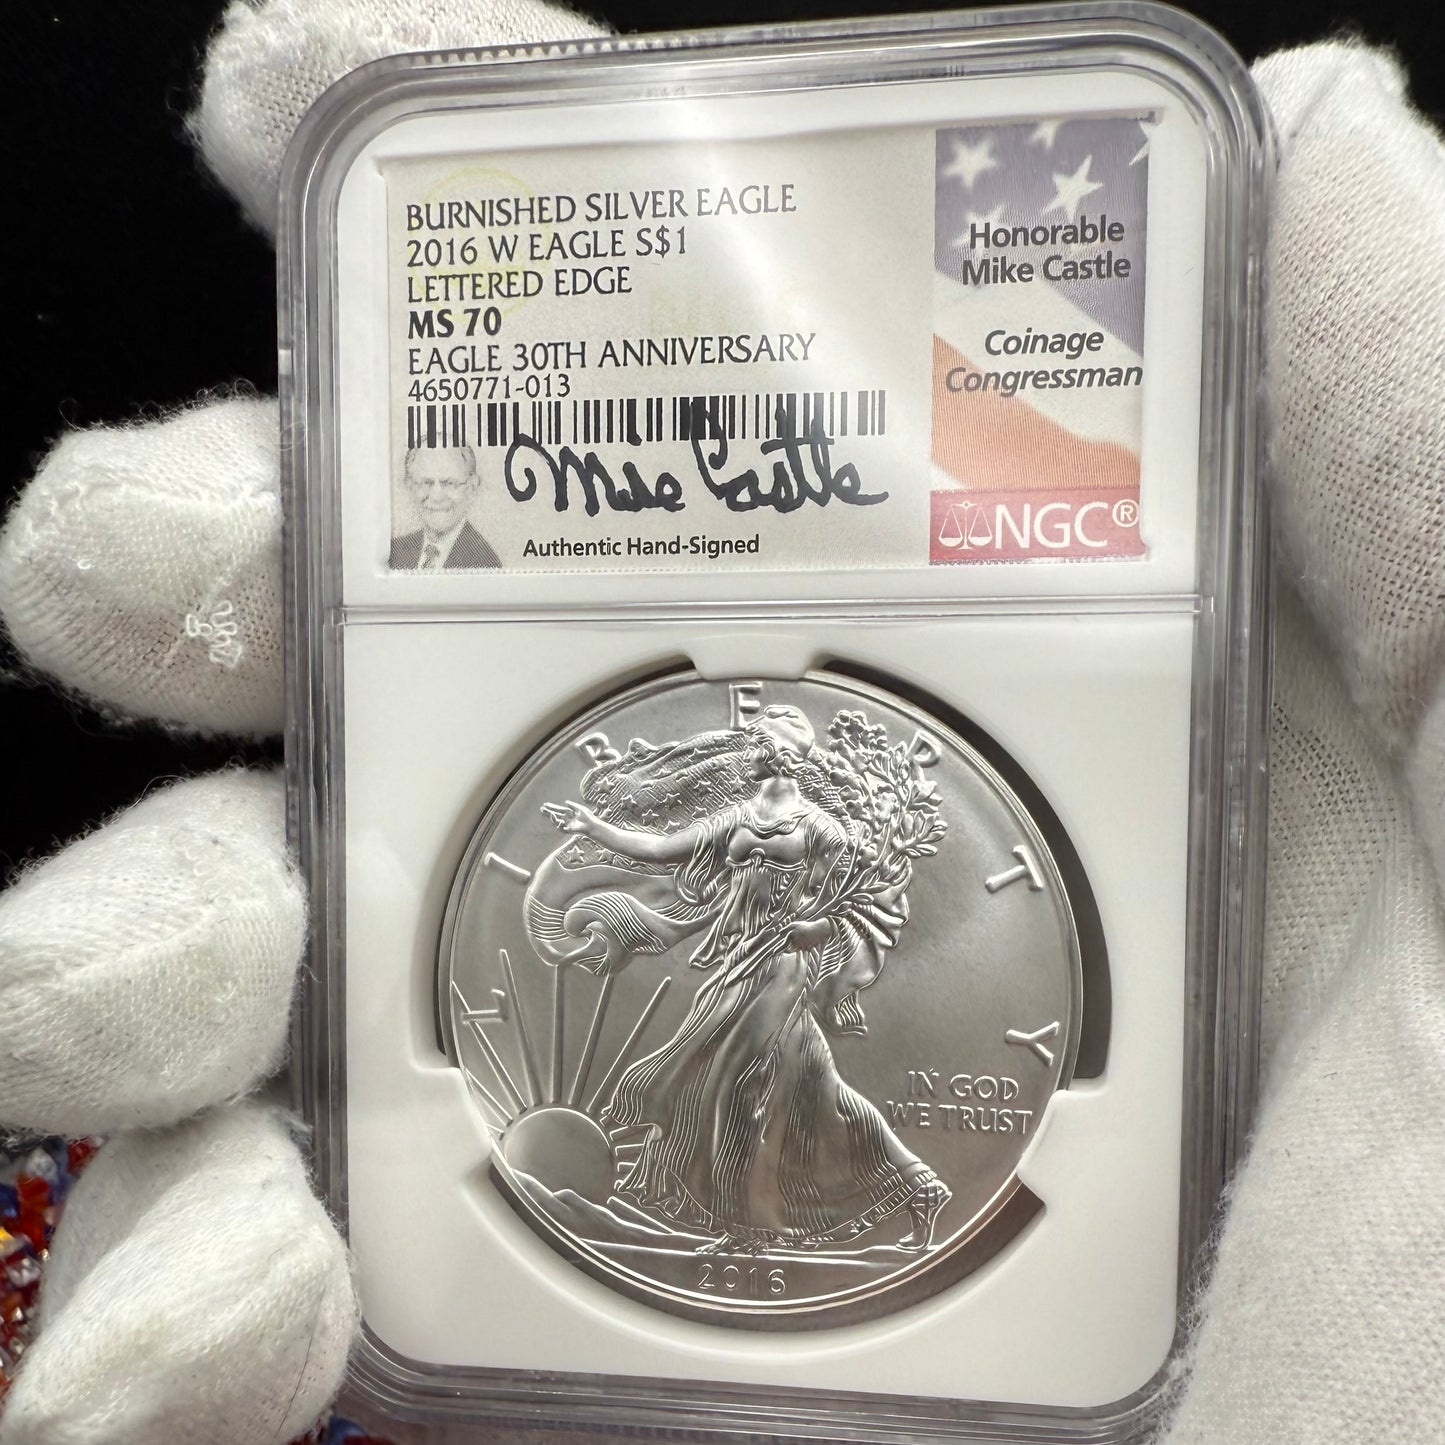 BURNISHED SILVER EAGLE
2016 W EAGLE S$1
LETTERED EDGE
MS 70
EAGLE 30TH ANNIVERSARY
4650771-013
Mike Castle
Authentic Hand-Signed
Honorable
Mike Castle
Coinage
Congressman
NGC®
LIBERTY
IN GOD
WE TRUST
2016